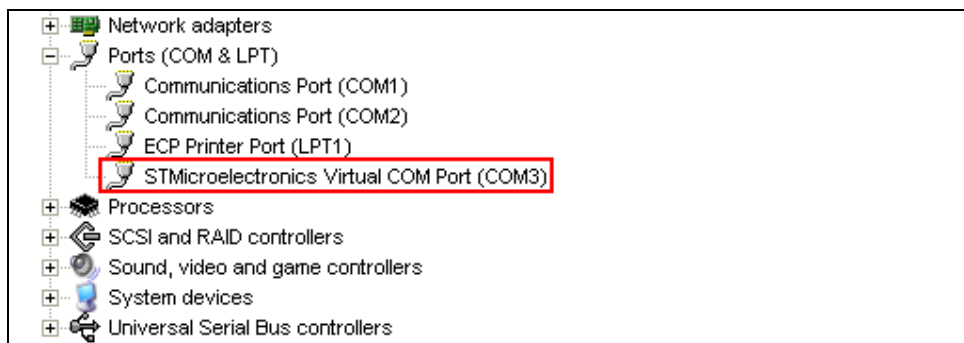 Network adapters
Ports (COM & LPT)
Communications Port (COM1)
Communications Port (COM2)
ECP Printer Port (LPT1)
STMicroelectronics Virtual COM Port (COM3)
Processors
SCSI and RAID controllers
Sound, video and game controllers
System devices
Universal Serial Bus controllers